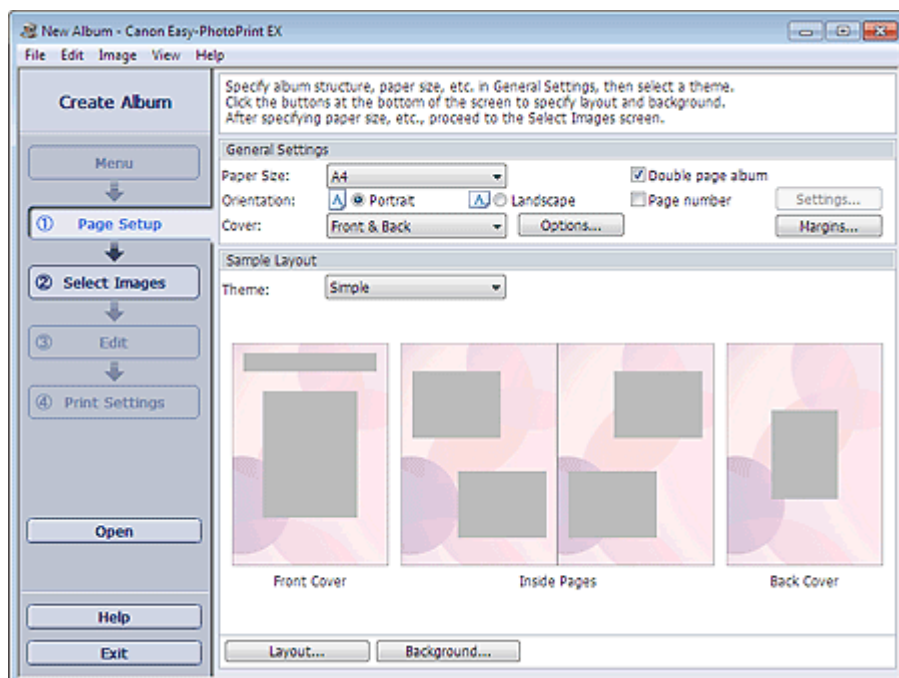 New Album - Canon Easy-PhotoPrint EX
File Edit Image View Help
Create Album
Menu
① Page Setup
② Select Images
③ Edit
④ Print Settings
Open
Help
Exit
Specify album structure, paper size, etc. in General Settings, then select a theme.
Click the buttons at the bottom of the screen to specify layout and background.
After specifying paper size, etc., proceed to the Select Images screen.
General Settings
Paper Size: A4 Double page album
Orientation: A Portrait A Landscape Page number Settings...
Cover: Front & Back Options... Margins...
Sample Layout
Theme: Simple
Front Cover Inside Pages Back Cover
Layout... Background...